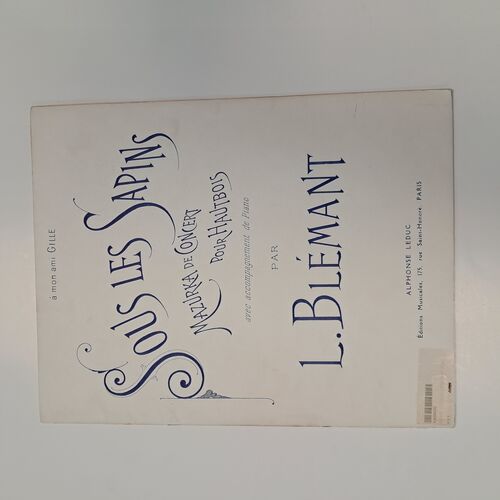 à mon ami GILLE
SOUS LES SAPINS
MAZURKA DE CONCERT
POUR HAUTBOIS
avec accompagnement de Piano
PAR
L. BLÉMANT
ALPHONSE LEDUC
Éditions Musicales, 175, rue Saint-Honoré, PARIS